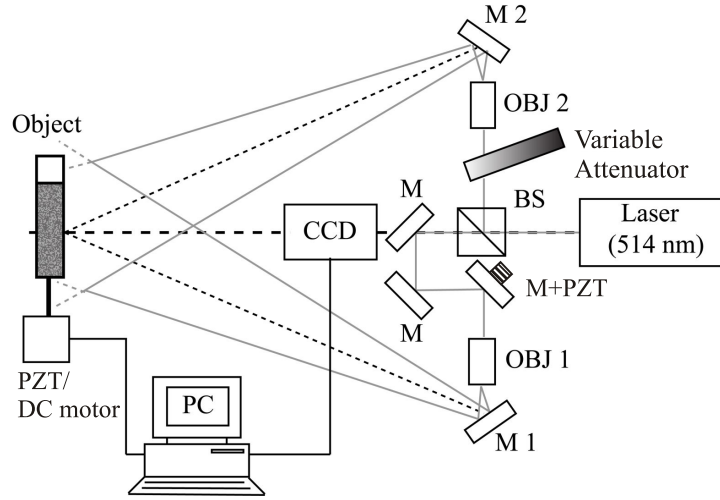 M 2
OBJ 2
Object
Variable
Attenuator
M
BS
CCD
Laser
(514 nm)
M+PZT
M
OBJ 1
PZT/
DC motor
PC
M 1